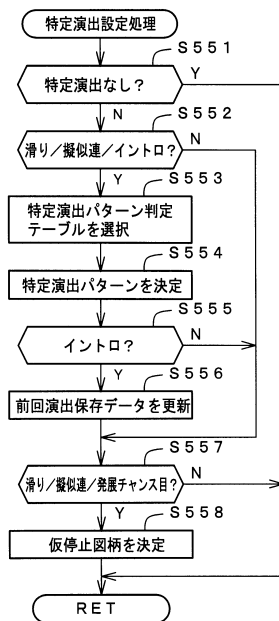 特定演出設定処理
S551
特定演出なし?
Y
N
S552
滑り/擬似連/イントロ?
N
Y
S553
特定演出パターン判定
テーブルを選択
S554
特定演出パターンを決定
S555
イントロ?
N
Y
S556
前回演出保存データを更新
S557
滑り/擬似連/発展チャンス目?
N
Y
S558
仮停止図柄を決定
RET